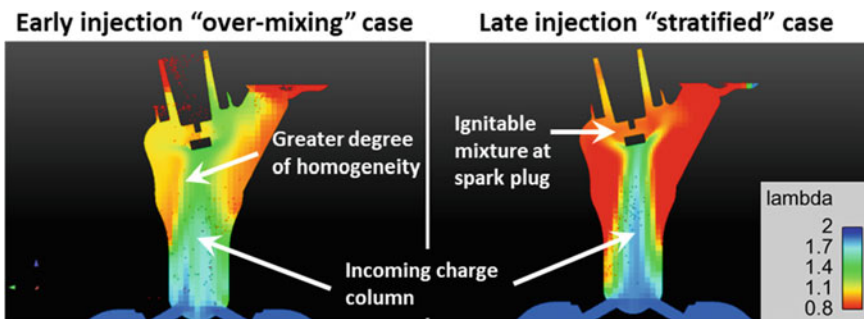 Early injection “over-mixing” case
Late injection “stratified” case
Greater degree
of homogeneity
Ignitable
mixture at
spark plug
Incoming charge
column
lambda
2
1.7
1.4
1.1
0.8